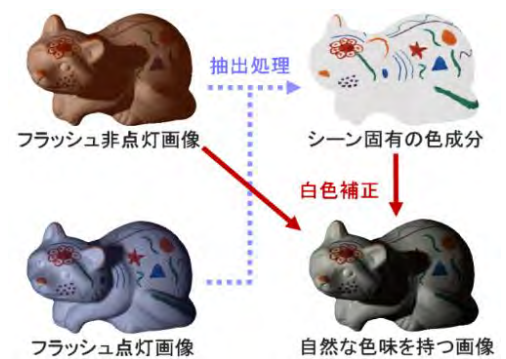 抽出処理
フラッシュ非点灯画像
シーン固有の色成分
白色補正
フラッシュ点灯画像
自然な色味を持つ画像